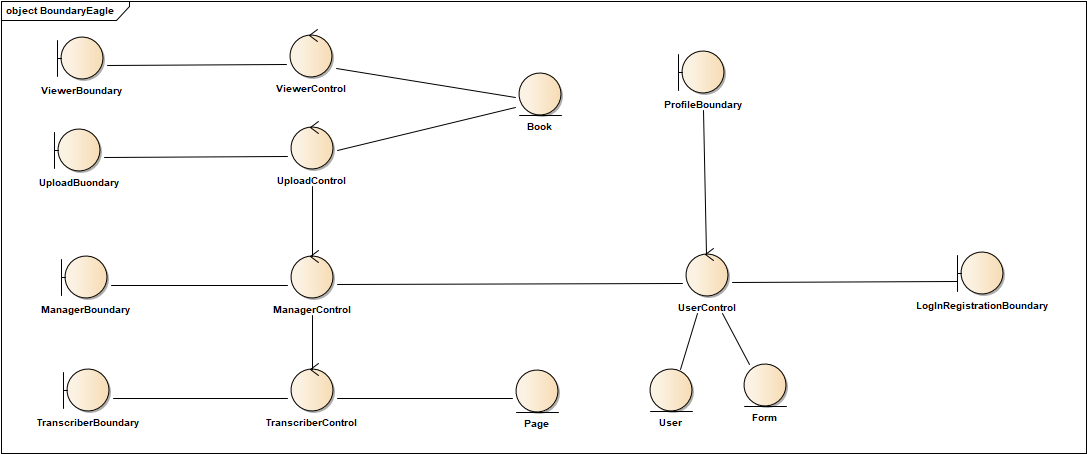 object BoundaryEagle
ViewerBoundary
ViewerControl
Book
ProfileBoundary
UploadBuondary
UploadControl
ManagerBoundary
ManagerControl
UserControl
LogInRegistrationBoundary
TranscriberBoundary
TranscriberControl
Page
User
Form